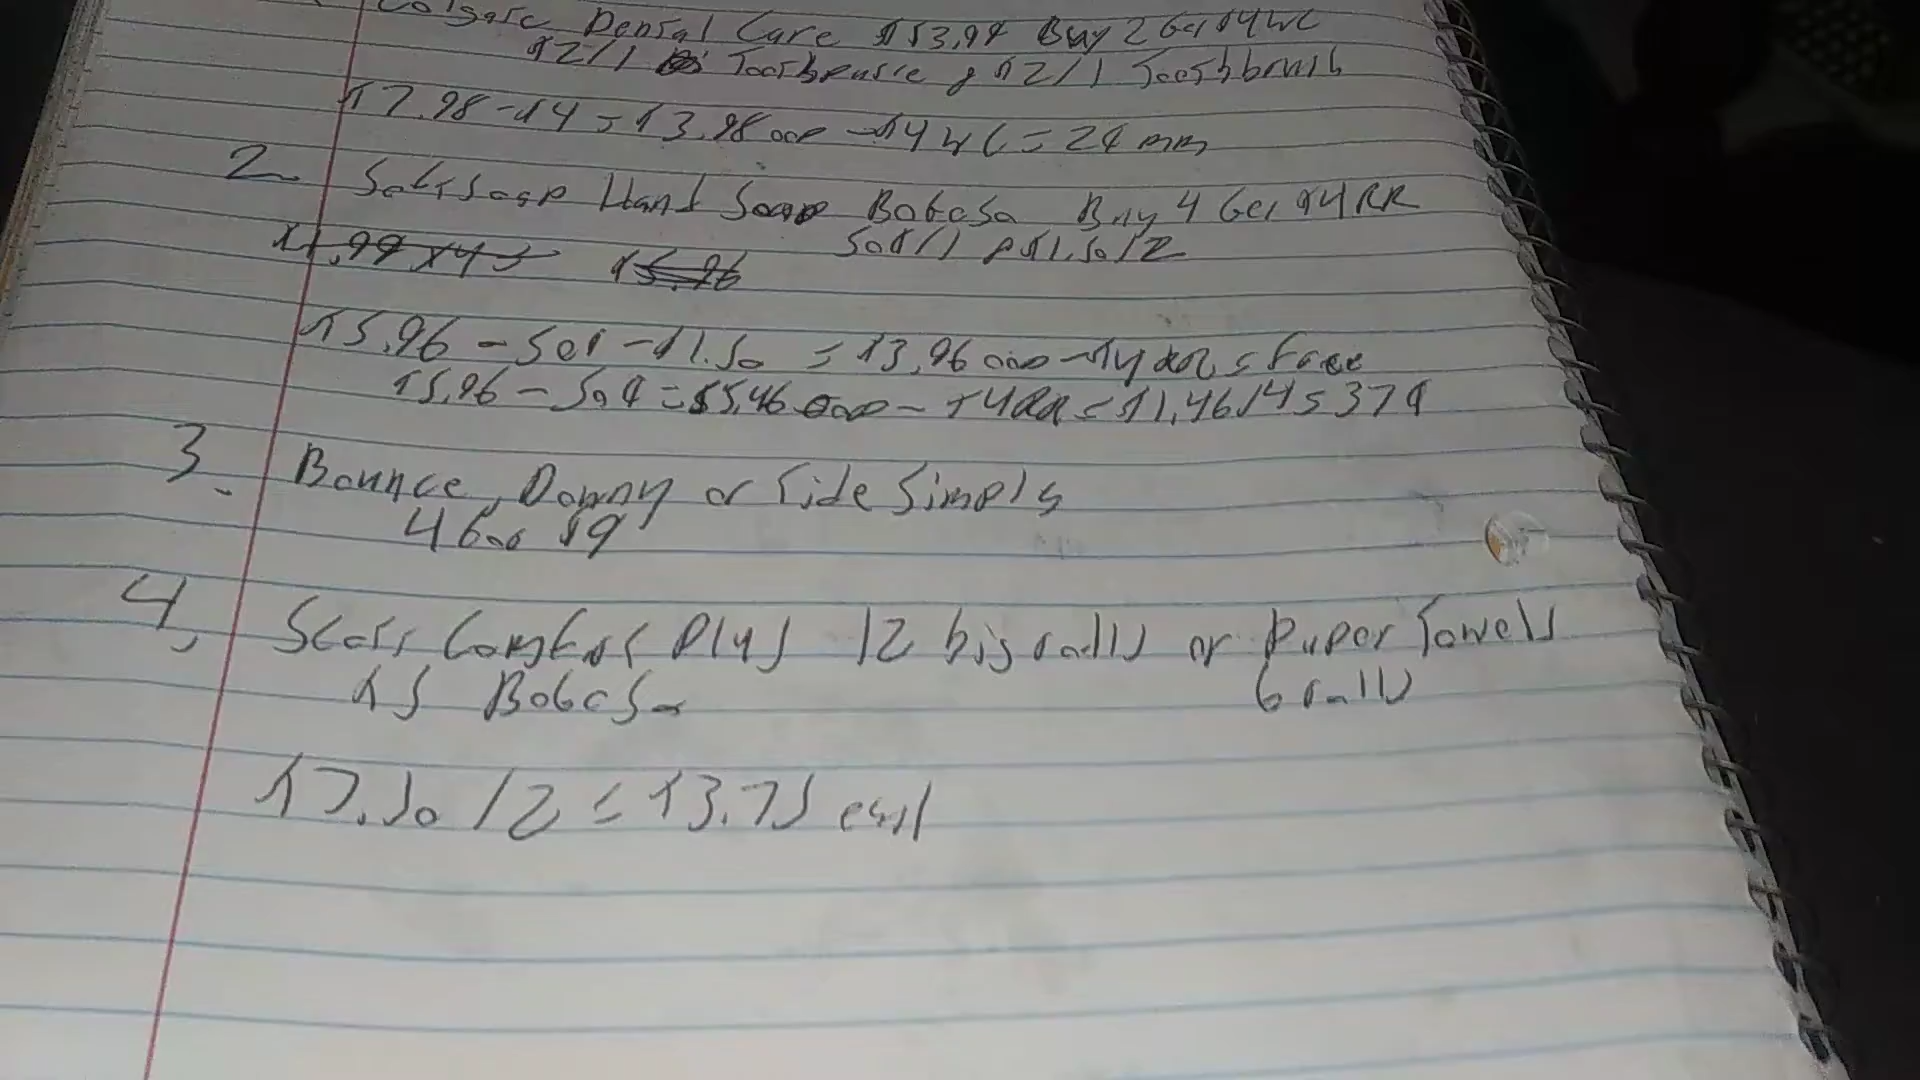 Colgate Dental Care $3.99 Buy 2 Get $4 WC
$2/1 Toothpaste & $2/1 Toothbrush
$7.98 - $4 = $3.98 oop - $4 WC = 2¢ mm
2. Softsoap Hand Soap BoGoSo Buy 4 Get $4 RR
50¢/1 $1.50/2
$1.99 x 4 $5.96
$5.96 - 50¢ - $1.50 = $3.96 oop - $4 RR = Free
$5.96 - 50¢ = $5.46 oop - $4 RR = $1.46/4 = 37¢
3. Bounce, Downy or Tide Simply
4 for $9
4. Scott Comfort Plus 12 big rolls or Paper Towels
$5 BoGoSo 6 rolls
$7.50 / 2 = $3.75 each